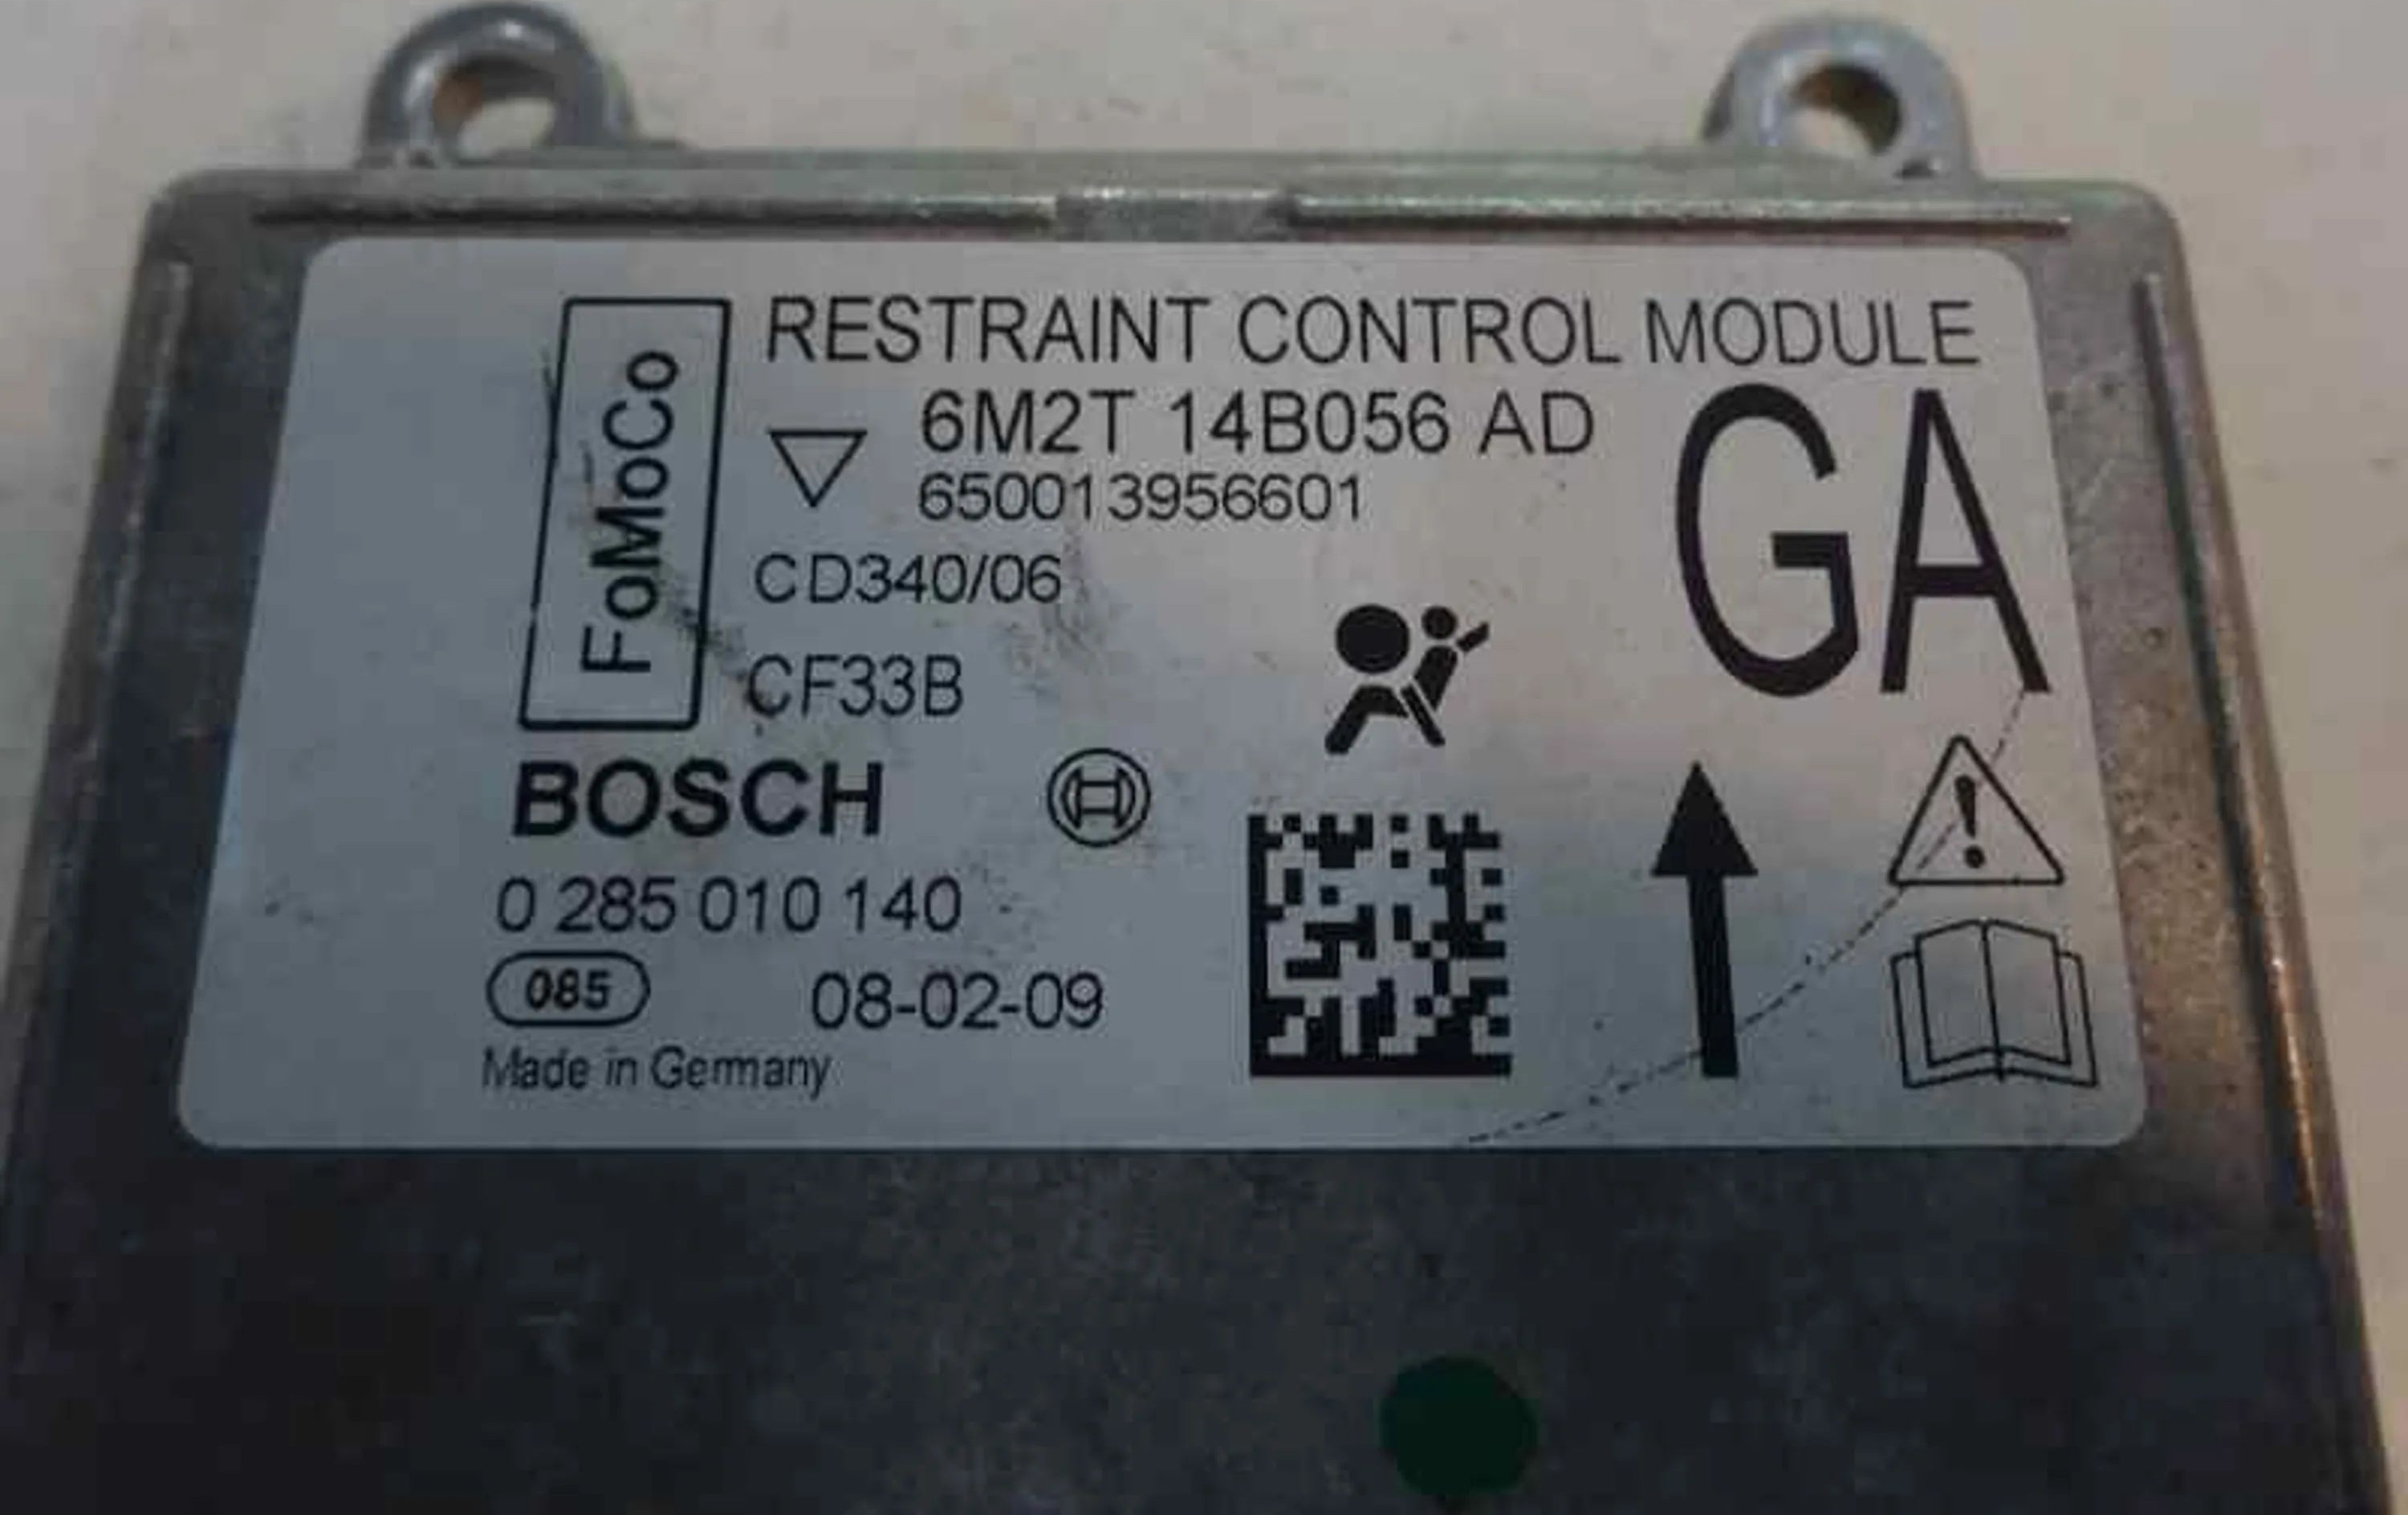 RESTRAINT CONTROL MODULE
FoMoCo
6M2T 14B056 AD
GA
650013956601
CD340/06
CF33B
BOSCH
0 285 010 140
085
08-02-09
Made in Germany